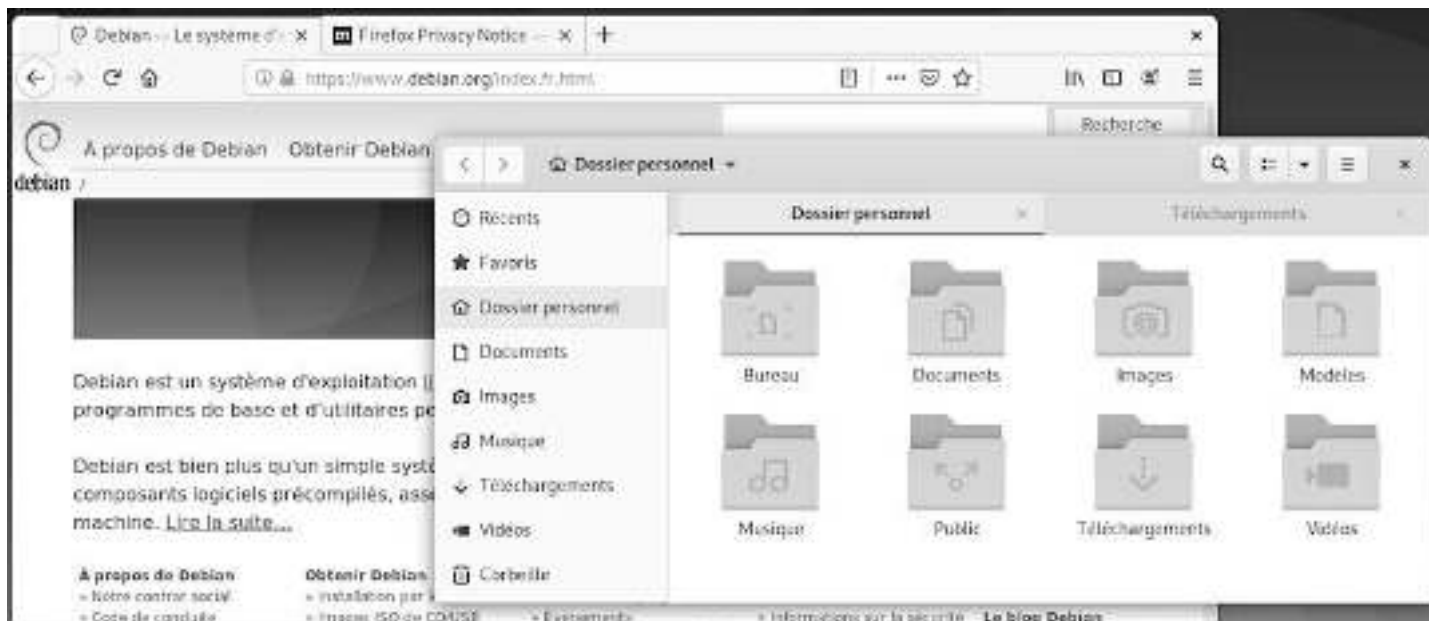 Debian -- Le système d'
Firefox Privacy Notice —
https://www.debian.org/index.fr.html
Recherche
À propos de Debian
Obtenir Debian
debian /
Dossier personnel
Récents
Favoris
Dossier personnel
Documents
Images
Musique
Téléchargements
Vidéos
Corbeille
Dossier personnel
Téléchargements
Bureau
Documents
Images
Modèles
Musique
Public
Téléchargements
Vidéos
Debian est un système d'exploitation
programmes de base et d'utilitaires
Debian est bien plus qu'un simple
composants logiciels précompilés,
machine. Lire la suite...
À propos de Debian
Notre contrat social
Code de conduite
Obtenir Debian
Installation par
Images ISO de CD/USB
Événements
Informations sur la sécurité
Le blog Debian